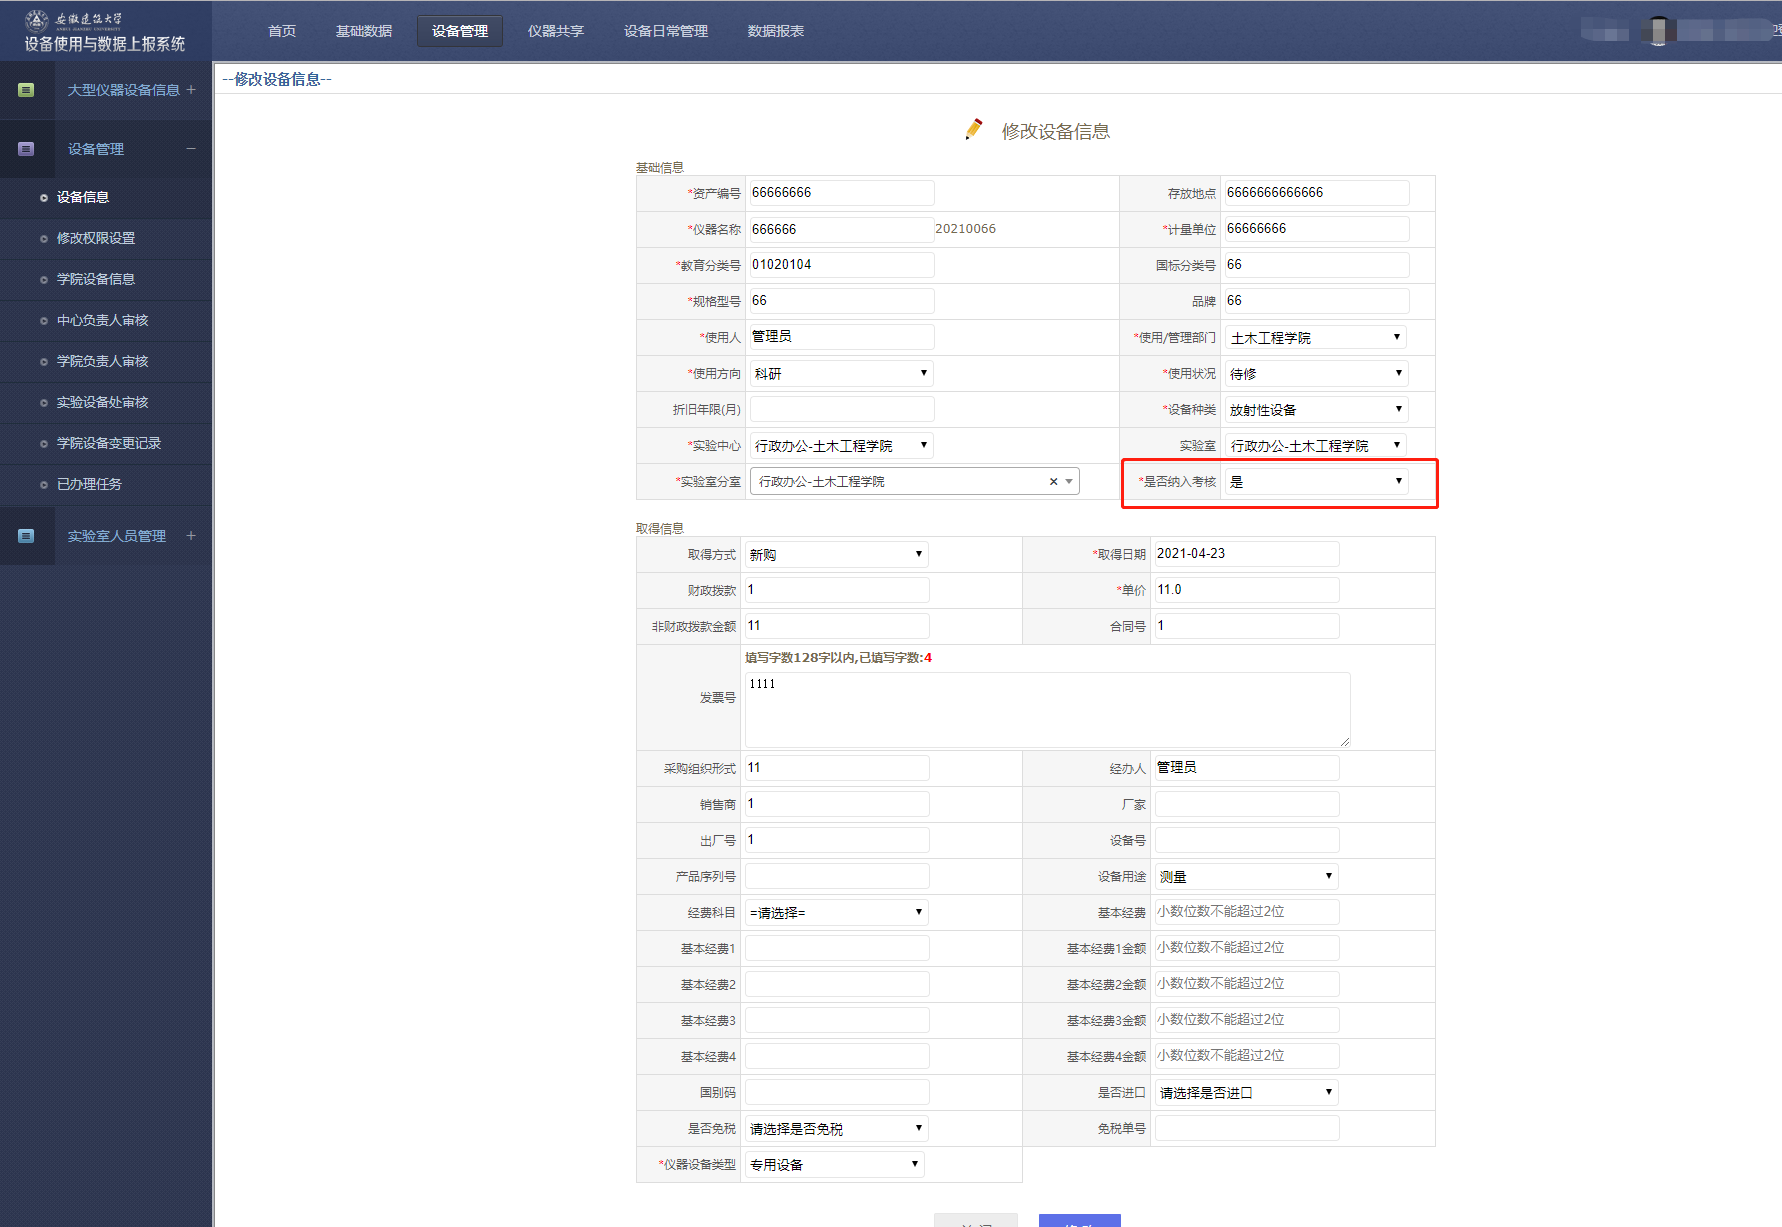 安徽建筑大学
设备使用与数据上报系统
首页
基础数据
设备管理
仪器共享
设备日常管理
数据报表
大型仪器设备信息 +
设备管理 −
设备信息
修改权限设置
学院设备信息
中心负责人审核
学院负责人审核
实验设备处审核
学院设备变更记录
已办理任务
实验室人员管理 +
--修改设备信息--
修改设备信息
基础信息
*资产编号 66666666 存放地点 6666666666666
*仪器名称 666666 20210066 *计量单位 66666666
*教育分类号 01020104 国标分类号 66
*规格型号 66 品牌 66
*使用人 管理员 *使用/管理部门 土木工程学院
*使用方向 科研 *使用状况 待修
折旧年限(月) *设备种类 放射性设备
*实验中心 行政办公-土木工程学院 实验室 行政办公-土木工程学院
*实验室分室 行政办公-土木工程学院 × *是否纳入考核 是
取得信息
取得方式 新购 *取得日期 2021-04-23
财政拨款 1 *单价 11.0
非财政拨款金额 11 合同号 1
填写字数128字以内,已填写字数:4
发票号 1111
采购组织形式 11 经办人 管理员
销售商 1 厂家
出厂号 1 设备号
产品序列号 设备用途 测量
经费科目 =请选择= 基本经费 小数位数不能超过2位
基本经费1 基本经费1金额 小数位数不能超过2位
基本经费2 基本经费2金额 小数位数不能超过2位
基本经费3 基本经费3金额 小数位数不能超过2位
基本经费4 基本经费4金额 小数位数不能超过2位
国别码 是否进口 请选择是否进口
是否免税 请选择是否免税 免税单号
*仪器设备类型 专用设备